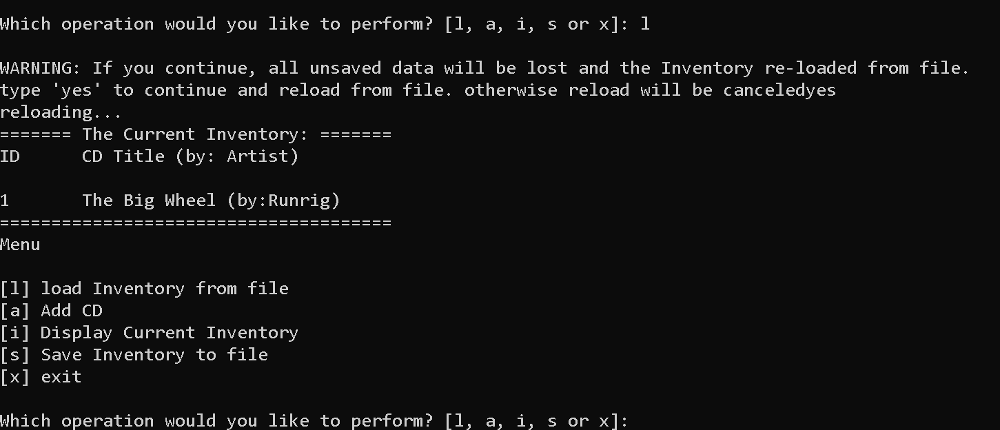 Which operation would you like to perform? [l, a, i, s or x]: l
WARNING: If you continue, all unsaved data will be lost and the Inventory re-loaded from file.
type 'yes' to continue and reload from file. otherwise reload will be canceledyes
reloading...
======= The Current Inventory: =======
ID      CD Title (by: Artist)
1       The Big Wheel (by:Runrig)
======================================
Menu
[l] load Inventory from file
[a] Add CD
[i] Display Current Inventory
[s] Save Inventory to file
[x] exit
Which operation would you like to perform? [l, a, i, s or x]: